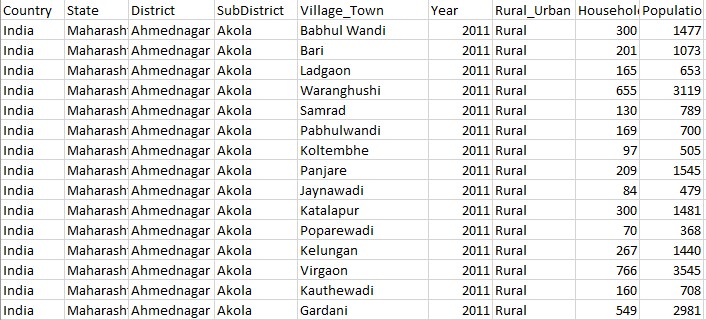 Country State District SubDistrict Village_Town Year Rural_Urban Househol Populatio
India Maharash Ahmednagar Akola Babhul Wandi 2011 Rural 300 1477
India Maharash Ahmednagar Akola Bari 2011 Rural 201 1073
India Maharash Ahmednagar Akola Ladgaon 2011 Rural 165 653
India Maharash Ahmednagar Akola Waranghushi 2011 Rural 655 3119
India Maharash Ahmednagar Akola Samrad 2011 Rural 130 789
India Maharash Ahmednagar Akola Pabhulwandi 2011 Rural 169 700
India Maharash Ahmednagar Akola Koltembhe 2011 Rural 97 505
India Maharash Ahmednagar Akola Panjare 2011 Rural 209 1545
India Maharash Ahmednagar Akola Jaynawadi 2011 Rural 84 479
India Maharash Ahmednagar Akola Katalapur 2011 Rural 300 1481
India Maharash Ahmednagar Akola Poparewadi 2011 Rural 70 368
India Maharash Ahmednagar Akola Kelungan 2011 Rural 267 1440
India Maharash Ahmednagar Akola Virgaon 2011 Rural 766 3545
India Maharash Ahmednagar Akola Kauthewadi 2011 Rural 160 708
India Maharash Ahmednagar Akola Gardani 2011 Rural 549 2981